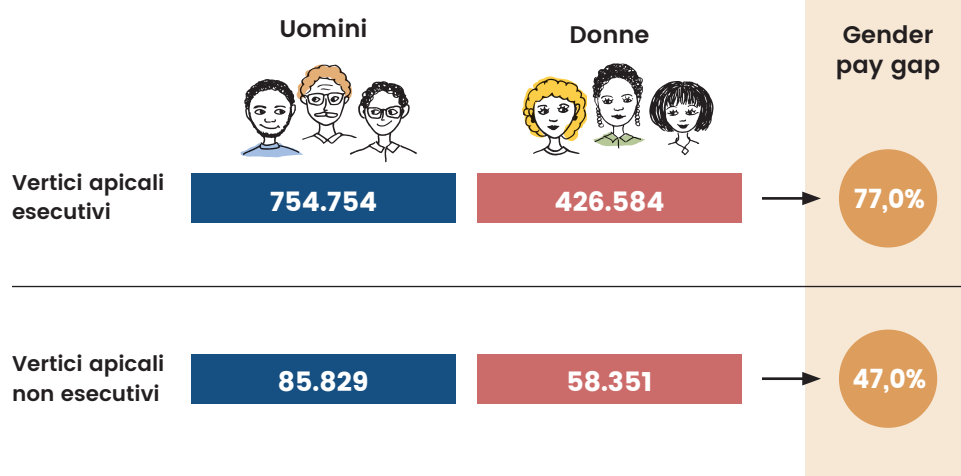 Uomini
Donne
Gender
pay gap
Vertici apicali
esecutivi
754.754
426.584
77,0%
Vertici apicali
non esecutivi
85.829
58.351
47,0%